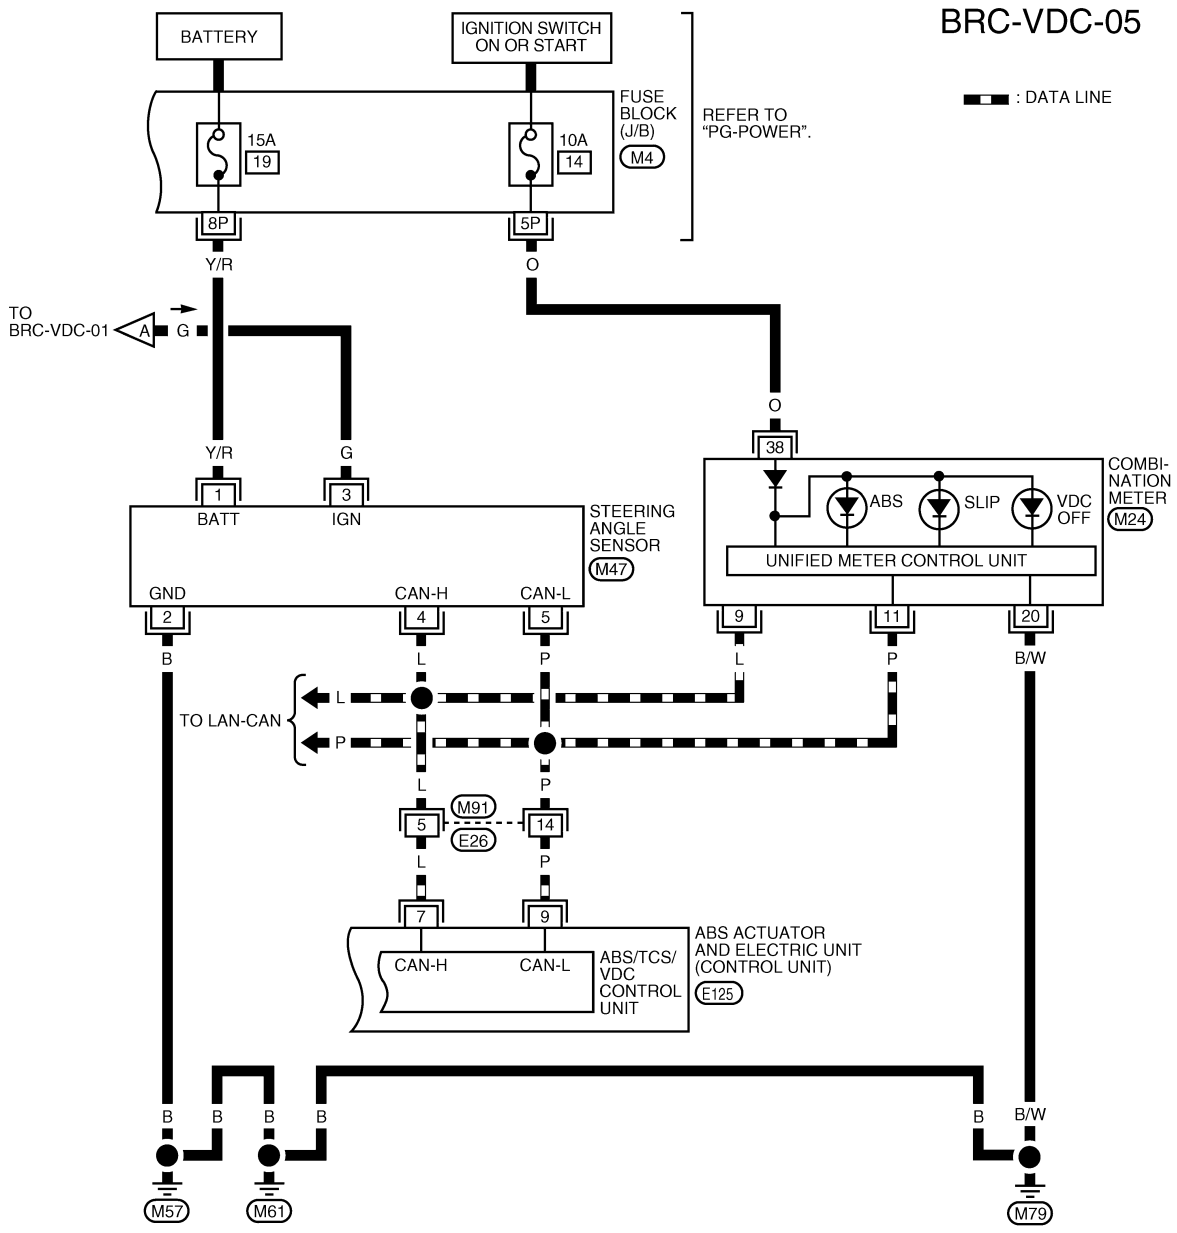 BRC-VDC-05
BATTERY
IGNITION SWITCH
ON OR START
: DATA LINE
FUSE
BLOCK
(J/B)
M4
REFER TO
“PG-POWER”.
15A
19
10A
14
8P
5P
Y/R
O
TO
BRC-VDC-01
A
G
O
Y/R
G
38
1
3
BATT
IGN
STEERING
ANGLE
SENSOR
M47
COMBI-
NATION
METER
M24
ABS
SLIP
VDC
OFF
UNIFIED METER CONTROL UNIT
GND
CAN-H
CAN-L
2
4
5
9
11
20
B
L
P
L
P
B/W
TO LAN-CAN
L
P
L
P
M91
5
14
E26
L
P
7
9
CAN-H
CAN-L
ABS/TCS/
VDC
CONTROL
UNIT
ABS ACTUATOR
AND ELECTRIC UNIT
(CONTROL UNIT)
E125
B
B
B
B
B
B/W
M57
M61
M79